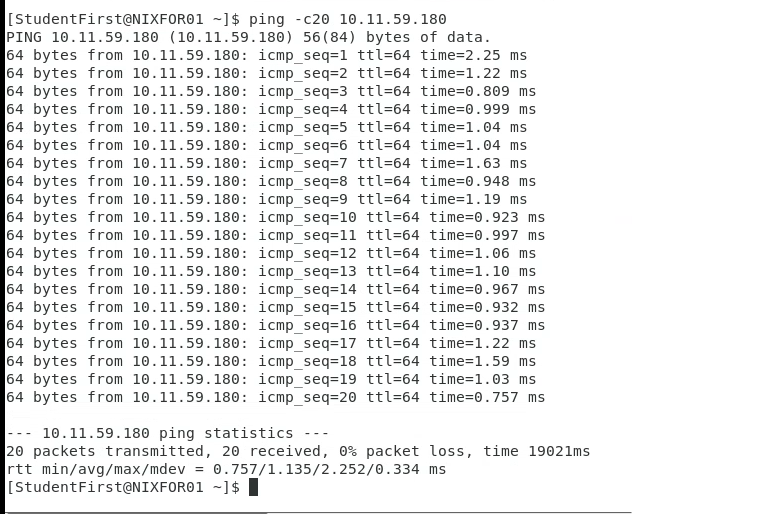 [StudentFirst@NIXFOR01 ~]$ ping -c20 10.11.59.180
PING 10.11.59.180 (10.11.59.180) 56(84) bytes of data.
64 bytes from 10.11.59.180: icmp_seq=1 ttl=64 time=2.25 ms
64 bytes from 10.11.59.180: icmp_seq=2 ttl=64 time=1.22 ms
64 bytes from 10.11.59.180: icmp_seq=3 ttl=64 time=0.809 ms
64 bytes from 10.11.59.180: icmp_seq=4 ttl=64 time=0.999 ms
64 bytes from 10.11.59.180: icmp_seq=5 ttl=64 time=1.04 ms
64 bytes from 10.11.59.180: icmp_seq=6 ttl=64 time=1.04 ms
64 bytes from 10.11.59.180: icmp_seq=7 ttl=64 time=1.63 ms
64 bytes from 10.11.59.180: icmp_seq=8 ttl=64 time=0.948 ms
64 bytes from 10.11.59.180: icmp_seq=9 ttl=64 time=1.19 ms
64 bytes from 10.11.59.180: icmp_seq=10 ttl=64 time=0.923 ms
64 bytes from 10.11.59.180: icmp_seq=11 ttl=64 time=0.997 ms
64 bytes from 10.11.59.180: icmp_seq=12 ttl=64 time=1.06 ms
64 bytes from 10.11.59.180: icmp_seq=13 ttl=64 time=1.10 ms
64 bytes from 10.11.59.180: icmp_seq=14 ttl=64 time=0.967 ms
64 bytes from 10.11.59.180: icmp_seq=15 ttl=64 time=0.932 ms
64 bytes from 10.11.59.180: icmp_seq=16 ttl=64 time=0.937 ms
64 bytes from 10.11.59.180: icmp_seq=17 ttl=64 time=1.22 ms
64 bytes from 10.11.59.180: icmp_seq=18 ttl=64 time=1.59 ms
64 bytes from 10.11.59.180: icmp_seq=19 ttl=64 time=1.03 ms
64 bytes from 10.11.59.180: icmp_seq=20 ttl=64 time=0.757 ms
--- 10.11.59.180 ping statistics ---
20 packets transmitted, 20 received, 0% packet loss, time 19021ms
rtt min/avg/max/mdev = 0.757/1.135/2.252/0.334 ms
[StudentFirst@NIXFOR01 ~]$